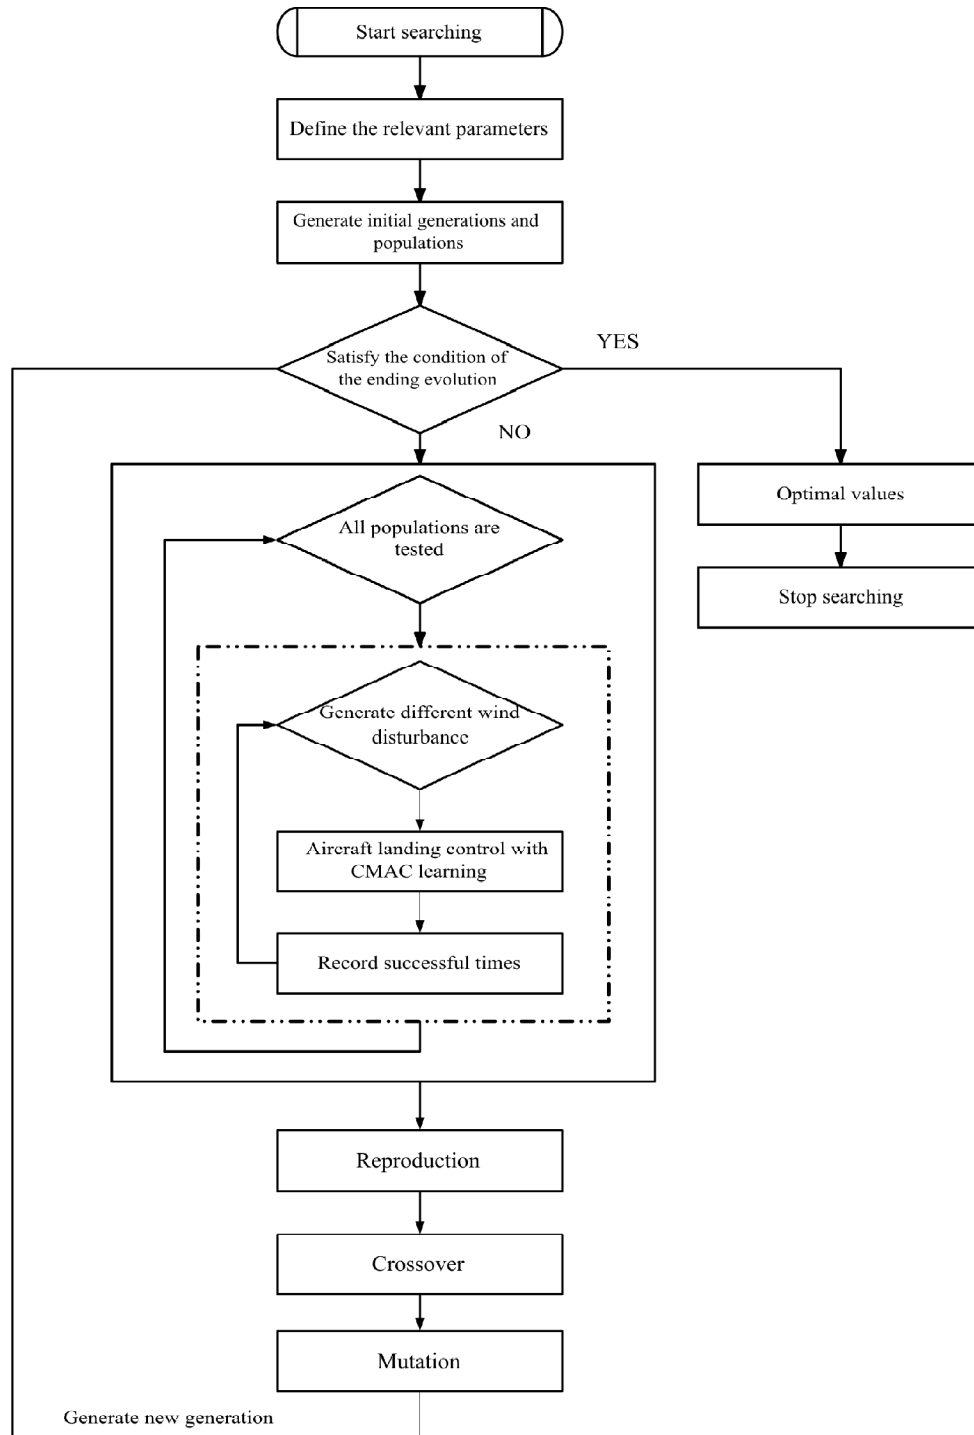 Start searching
Define the relevant parameters
Generate initial generations and
populations
YES
Satisfy the condition of
the ending evolution
NO
Optimal values
All populations are
tested
Stop searching
Generate different wind
disturbance
Aircraft landing control with
CMAC learning
Record successful times
Reproduction
Crossover
Mutation
Generate new generation